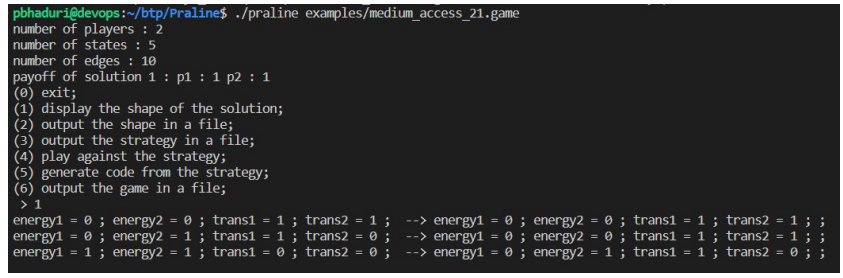 pbhaduri@devops:~/btp/Praline$ ./praline examples/medium_access_21.game
number of players : 2
number of states : 5
number of edges : 10
payoff of solution 1 : p1 : 1 p2 : 1
(0) exit;
(1) display the shape of the solution;
(2) output the shape in a file;
(3) output the strategy in a file;
(4) play against the strategy;
(5) generate code from the strategy;
(6) output the game in a file;
> 1
energy1 = 0 ; energy2 = 0 ; trans1 = 1 ; trans2 = 1 ;  --> energy1 = 0 ; energy2 = 0 ; trans1 = 1 ; trans2 = 1 ; ;
energy1 = 0 ; energy2 = 1 ; trans1 = 1 ; trans2 = 0 ;  --> energy1 = 0 ; energy2 = 0 ; trans1 = 1 ; trans2 = 1 ; ;
energy1 = 1 ; energy2 = 1 ; trans1 = 0 ; trans2 = 0 ;  --> energy1 = 0 ; energy2 = 1 ; trans1 = 1 ; trans2 = 0 ; ;